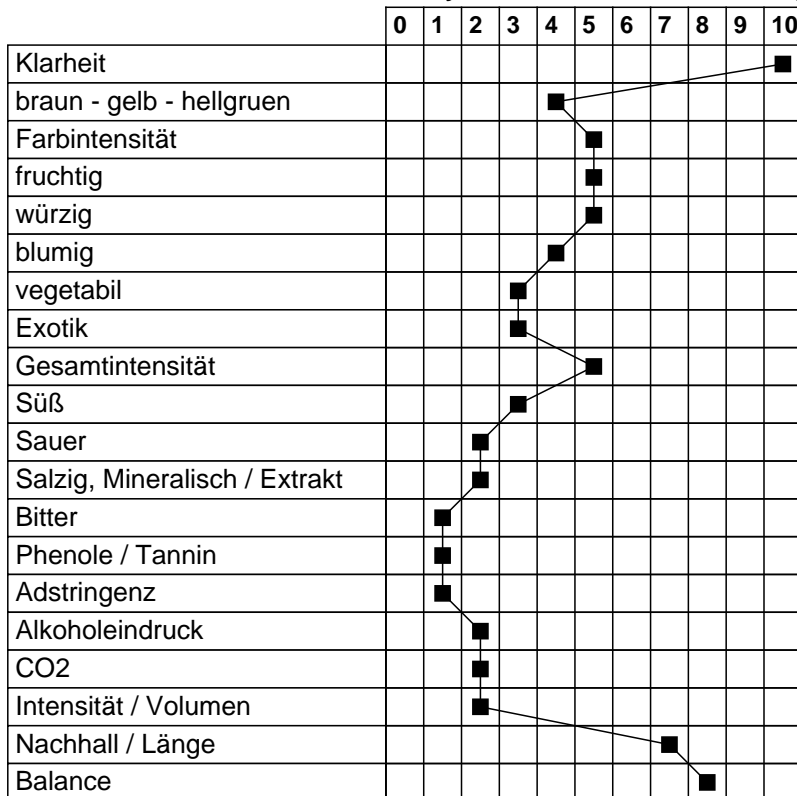 0 1 2 3 4 5 6 7 8 9 10
Klarheit
braun - gelb - hellgruen
Farbintensität
fruchtig
würzig
blumig
vegetabil
Exotik
Gesamtintensität
Süß
Sauer
Salzig, Mineralisch / Extrakt
Bitter
Phenole / Tannin
Adstringenz
Alkoholeindruck
CO2
Intensität / Volumen
Nachhall / Länge
Balance